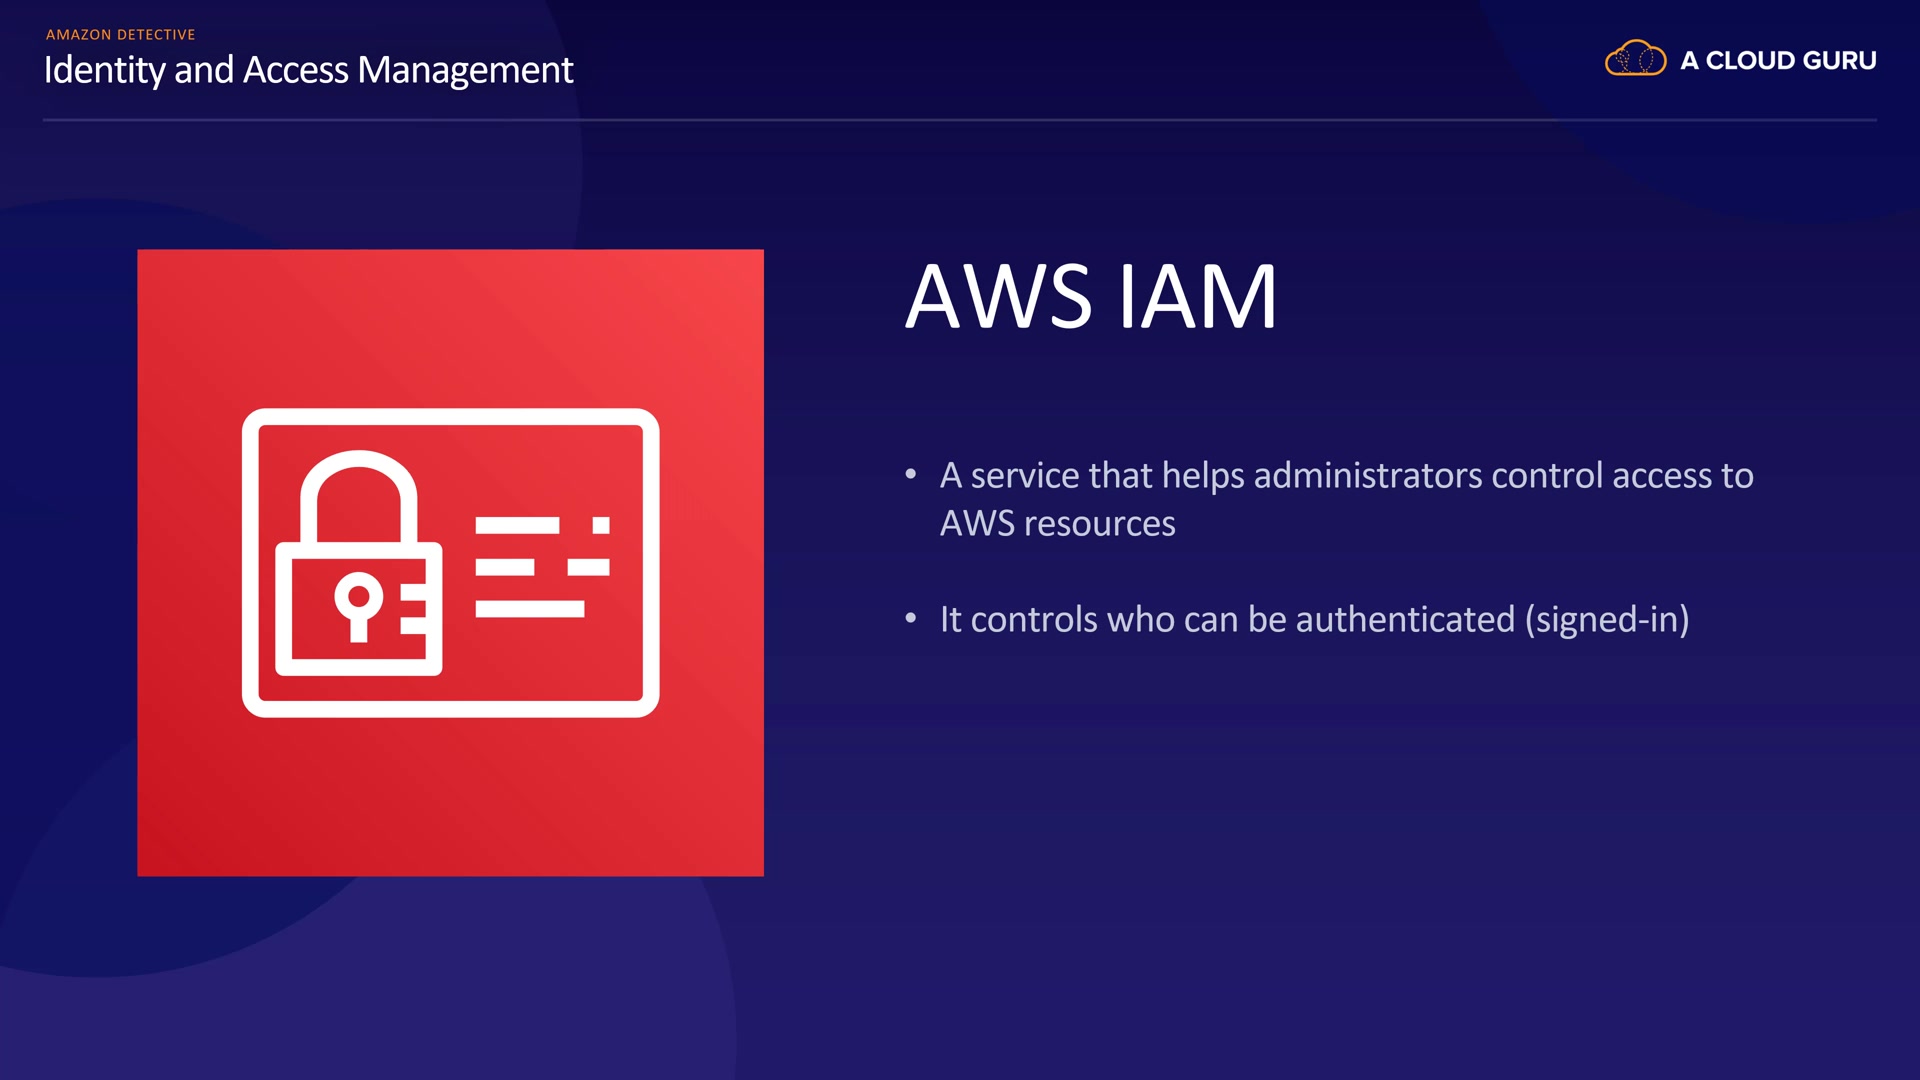 AMAZON DETECTIVE
Identity and Access Management
A CLOUD GURU
AWS IAM
• A service that helps administrators control access to
AWS resources
• It controls who can be authenticated (signed-in)